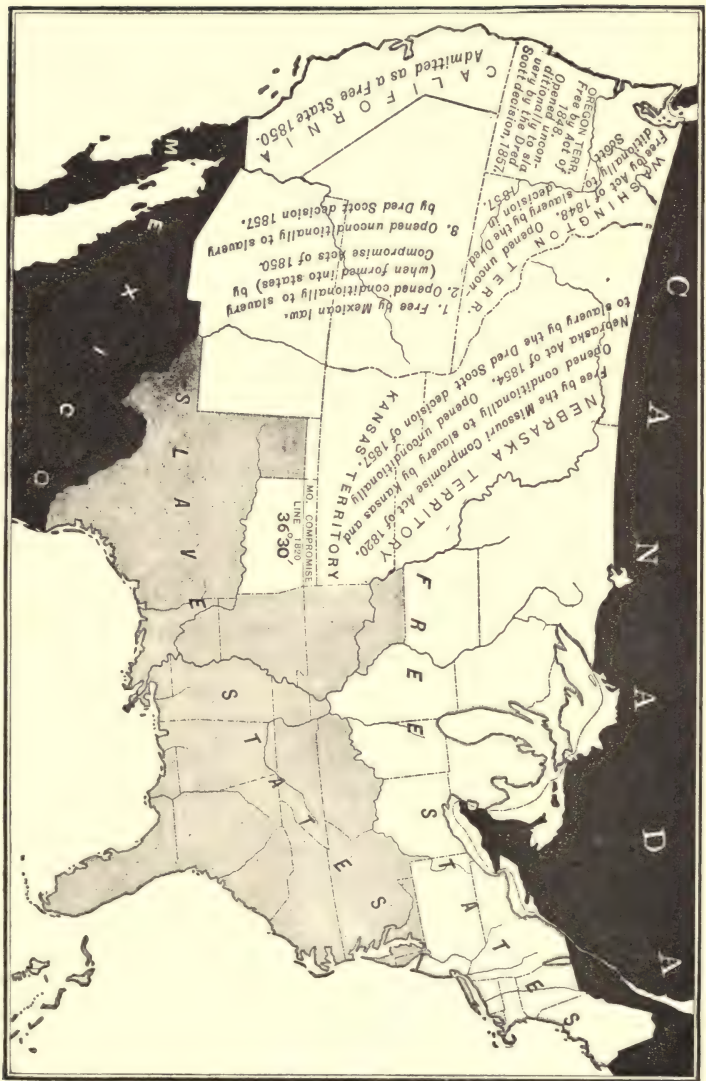 CANADA
WASHINGTON TERR.
Free by Act of 1848. Opened uncon
ditionally to slavery by the Dred
Scott decision in
1857.
OREGON TERR.
Free by Act of
1848.
Opened uncon-
ditionally to sla
very by the Dred
Scott decision, 1857.
CALIFORNIA
Admitted as a Free State 1850.
1. Free by Mexican law.
2. Opened conditionally to slavery
(when formed into states) by
Compromise Acts of 1850.
3. Opened unconditionally to slavery
by Dred Scott decision 1857.
NEBRASKA TERRITORY
Free by the Missouri Compromise Act of 1820.
Opened conditionally to slavery by Kansas and
Nebraska Act of 1854. Opened unconditionally
to slavery by the Dred Scott decision of 1857.
KANSAS. TERRITORY
MO. COMPROMISE
LINE 1820
36°30′
FREE STATES
SLAVE STATES
MEXICO